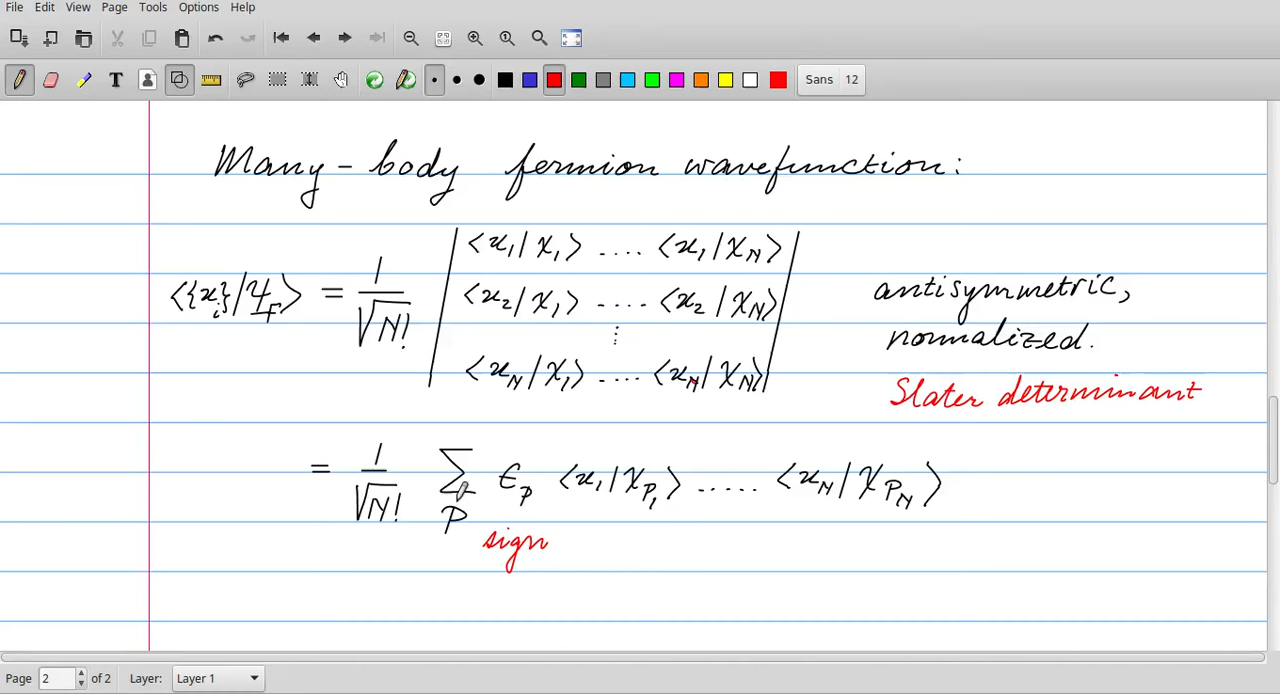 File Edit View Page Tools Options Help
Sans 12
Many-body fermion wavefunction:
⟨{x_i}|Ψ_F⟩ = 1/√N! | ⟨x_1|χ_1⟩ .... ⟨x_1|χ_N⟩
⟨x_2|χ_1⟩ .... ⟨x_2|χ_N⟩
⋮
⟨x_N|χ_1⟩ .... ⟨x_N|χ_N⟩ |
antisymmetric,
normalized.
Slater determinant
= 1/√N! ∑_P ϵ_P ⟨x_1|χ_{P_1}⟩ ..... ⟨x_N|χ_{P_N}⟩
sign
Page 2 of 2 Layer: Layer 1